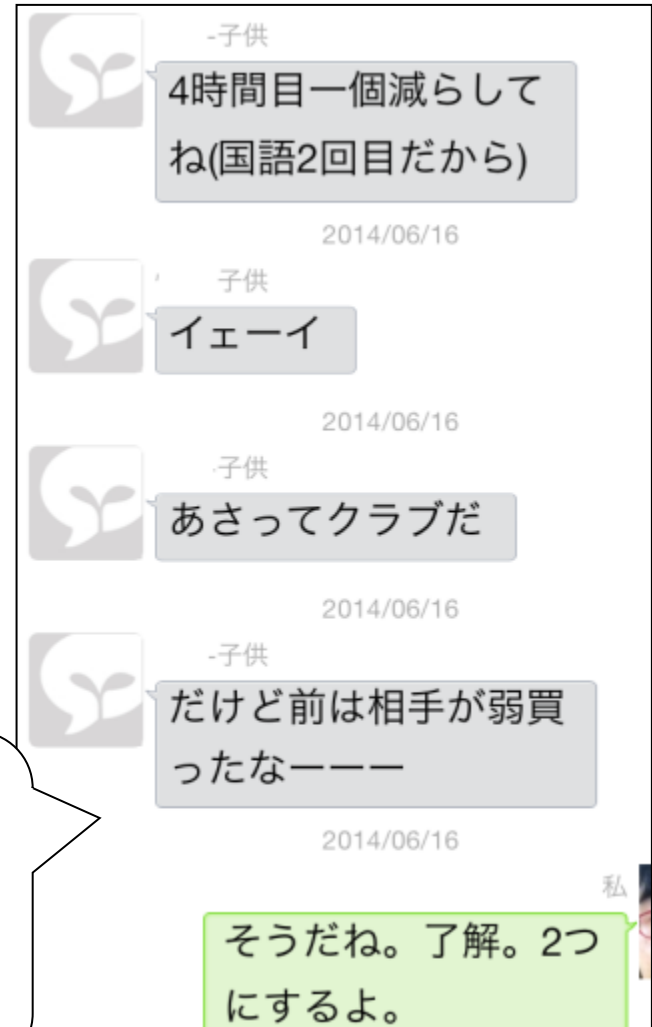 -子供
4時間目一個減らして
ね(国語2回目だから)
2014/06/16
子供
イェーイ
2014/06/16
子供
あさってクラブだ
2014/06/16
-子供
だけど前は相手が弱買
ったなーーー
2014/06/16
私
そうだね。了解。2つ
にするよ。